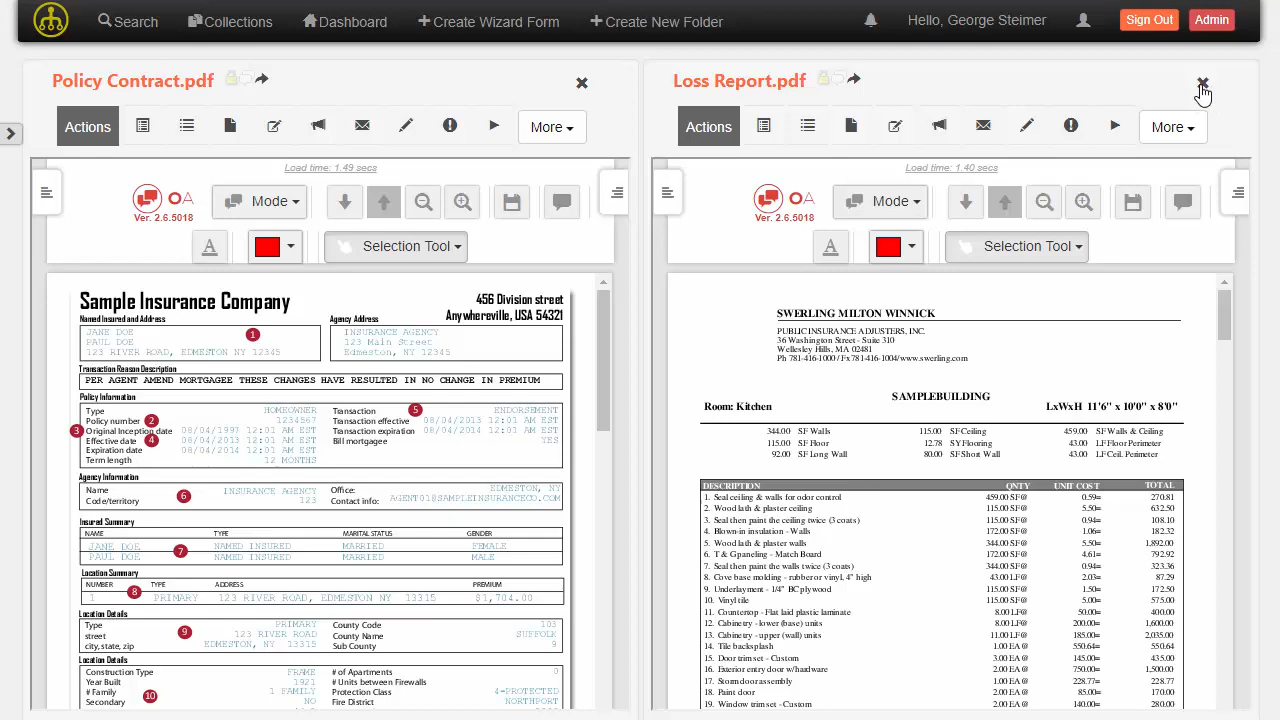 Search Collections Dashboard Create Wizard Form Create New Folder Hello, George Steimer Sign Out Admin
Policy Contract.pdf
Actions More
Load time: 1.49 secs
OA Mode
Ver. 2.6.5018
A Selection Tool
Sample Insurance Company 456 Division street
Anywhereville, USA 54321
Named Insured and Address Agency Address
JANE DOE 1 INSURANCE AGENCY
PAUL DOE 123 Main Street
123 RIVER ROAD, EDMESTON NY 12345 Edmeston, NY 12345
Transaction Reason Description
PER AGENT AMEND MORTGAGEE THESE CHANGES HAVE RESULTED IN NO CHANGE IN PREMIUM
Policy Information
Type HOMEOWNER Transaction 5 ENDORSEMENT
Policy number 2 1234567 Transaction effective 08/04/2013 12:01 AM EST
3 Original Inception date 08/04/1997 12:01 AM EST Transaction expiration 08/04/2014 12:01 AM EST
Effective date 4 08/04/2013 12:01 AM EST Bill mortgagee YES
Expiration date 08/04/2014 12:01 AM EST
Term length 12 MONTHS
Agency Information
Name 6 INSURANCE AGENCY Office: EDMESTON, NY
Code/territory 123 Contact info: AGENT01@SAMPLEINSURANCECO.COM
Insured Summary
NAME TYPE MARITAL STATUS GENDER
JANE DOE 7 NAMED INSURED MARRIED FEMALE
PAUL DOE NAMED INSURED MARRIED MALE
Location Summary
NUMBER TYPE ADDRESS PREMIUM
1 8 PRIMARY 123 RIVER ROAD, EDMESTON NY 13315 $1,704.00
Location Details
Type 9 PRIMARY County Code 103
street 123 RIVER ROAD County Name SUFFOLK
city, state, zip EDMESTON, NY 13315 Sub County 9
Location Details
Construction Type FRAME # of Apartments 0
Year Built 1921 # Units between Firewalls
# Family 10 1 FAMILY Protection Class 4-PROTECTED
Secondary NO Fire District NORTHPORT
Loss Report.pdf
Actions More
Load time: 1.40 secs
OA Mode
Ver. 2.6.5018
A Selection Tool
SWERLING MILTON WINNICK
PUBLIC INSURANCE ADJUSTERS, INC.
36 Washington Street - Suite 310
Wellesley Hills, MA 02481
Ph 781-416-1000 / Fx 781-416-1004/www.swerling.com
SAMPLEBUILDING
Room: Kitchen LxWxH 11'6" x 10'0" x 8'0"
344.00 SF Walls 115.00 SF Ceiling 459.00 SF Walls & Ceiling
115.00 SF Floor 12.78 SY Flooring 43.00 LF Floor Perimeter
92.00 SF Long Wall 80.00 SF Short Wall 43.00 LF Ceil. Perimeter
DESCRIPTION QNTY UNIT COST TOTAL
1. Seal ceiling & walls for odor control 459.00 SF@ 0.59= 270.81
2. Wood lath & plaster ceiling 115.00 SF@ 5.50= 632.50
3. Seal then paint the ceiling twice (3 coats) 115.00 SF@ 0.94= 108.10
4. Blown-in insulation - Walls 172.00 SF@ 1.06= 182.32
5. Wood lath & plaster walls 344.00 SF@ 5.50= 1,892.00
6. T & G paneling - Match Board 172.00 SF@ 4.61= 792.92
7. Seal then paint the walls twice (3 coats) 344.00 SF@ 0.94= 323.36
8. Cove base molding - rubber or vinyl, 4" high 43.00 LF@ 2.03= 87.29
9. Underlayment - 1/4" BC plywood 115.00 SF@ 1.50= 172.50
10. Vinyl tile 115.00 SF@ 5.00= 575.00
11. Countertop - Flat laid plastic laminate 8.00 LF@ 50.00= 400.00
12. Cabinetry - lower (base) units 8.00 LF@ 200.00= 1,600.00
13. Cabinetry - upper (wall) units 11.00 LF@ 185.00= 2,035.00
14. Tile backsplash 1.00 EA@ 550.64= 550.64
15. Door trim set - Custom 3.00 EA@ 145.00= 435.00
16. Exterior entry door w/hardware 2.00 EA@ 750.00= 1,500.00
17. Storm door assembly 1.00 EA@ 228.77= 228.77
18. Paint door 2.00 EA@ 85.00= 170.00
19. Window trim set - Custom 2.00 EA@ 140.00= 280.00